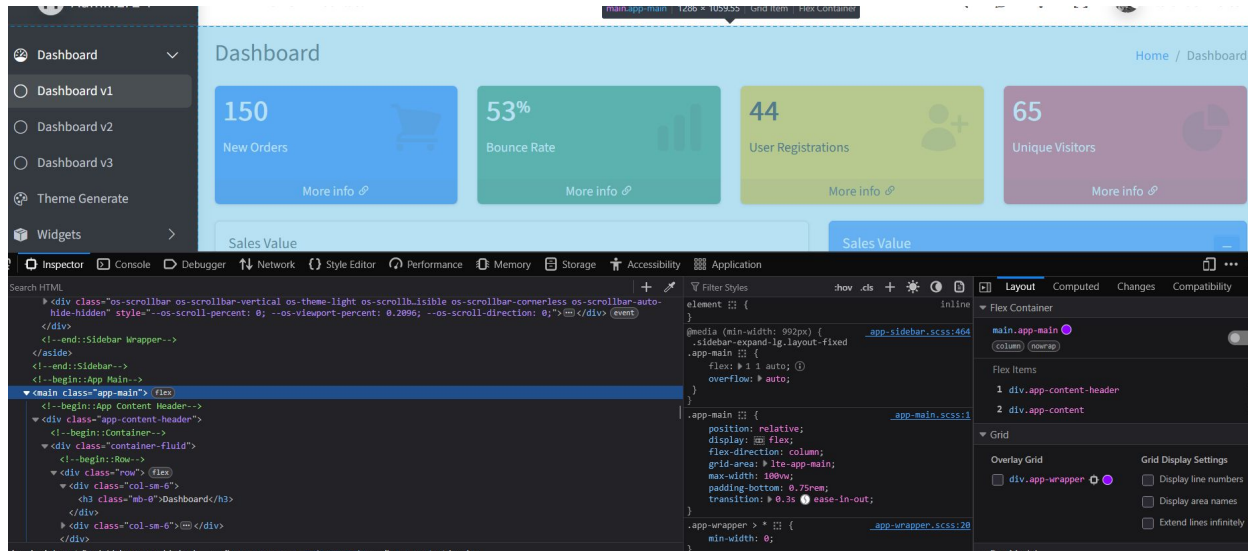 main.app-main | 1286 × 1059.55 | Grid Item | Flex Container
Dashboard
Dashboard v1
Dashboard v2
Dashboard v3
Theme Generate
Widgets
Dashboard
Home / Dashboard
150
New Orders
More info
53%
Bounce Rate
More info
44
User Registrations
More info
65
Unique Visitors
More info
Sales Value
Sales Value
Inspector Console Debugger Network Style Editor Performance Memory Storage Accessibility Application
Search HTML
<div class="os-scrollbar os-scrollbar-vertical os-theme-light os-scrollb…isible os-scrollbar-cornerless os-scrollbar-auto-
hide-hidden" style="--os-scroll-percent: 0; --os-viewport-percent: 0.2096; --os-scroll-direction: 0;">⋯</div> event
</div>
<!--end::Sidebar Wrapper-->
</aside>
<!--end::Sidebar-->
<!--begin::App Main-->
<main class="app-main"> flex
<!--begin::App Content Header-->
<div class="app-content-header">
<!--begin::Container-->
<div class="container-fluid">
<!--begin::Row-->
<div class="row"> flex
<div class="col-sm-6">
<h3 class="mb-0">Dashboard</h3>
</div>
<div class="col-sm-6">⋯</div>
</div>
Filter Styles :hov .cls
element { inline
}
@media (min-width: 992px) { _app-sidebar.scss:464
.sidebar-expand-lg.layout-fixed
.app-main {
flex: 1 1 auto;
overflow: auto;
}
}
.app-main { _app-main.scss:1
position: relative;
display: flex;
flex-direction: column;
grid-area: lte-app-main;
max-width: 100vw;
padding-bottom: 0.75rem;
transition: 0.3s ease-in-out;
}
.app-wrapper > * { _app-wrapper.scss:20
min-width: 0;
}
Layout Computed Changes Compatibility
Flex Container
main.app-main
column nowrap
Flex Items
1 div.app-content-header
2 div.app-content
Grid
Overlay Grid
div.app-wrapper
Grid Display Settings
Display line numbers
Display area names
Extend lines infinitely